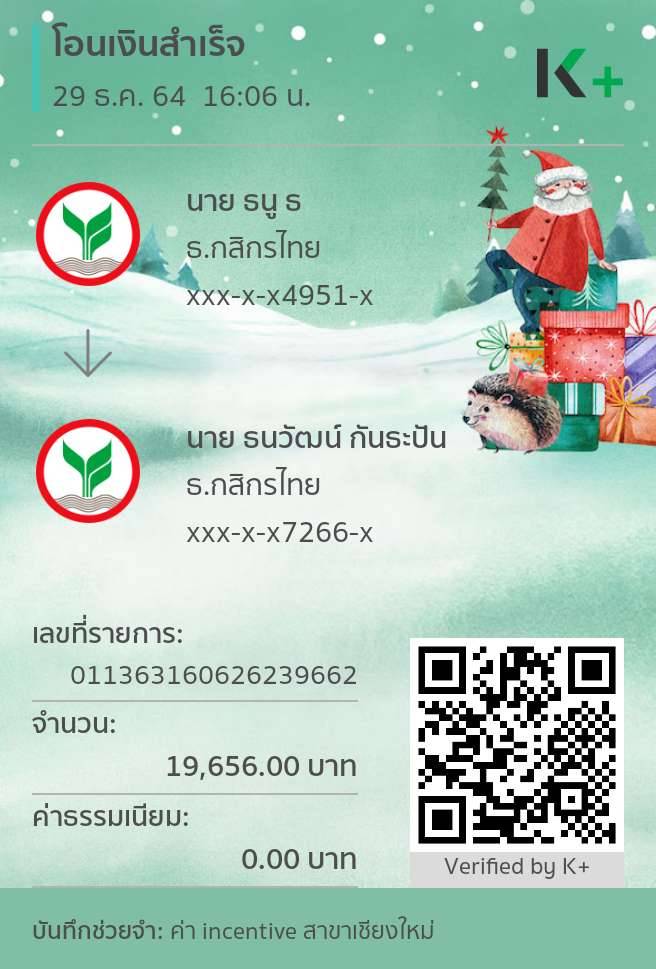 โอนเงินสำเร็จ
29 ธ.ค. 64 16:06 น.
K+
นาย ธนู ธ
ธ.กสิกรไทย
xxx-x-x4951-x
นาย ธนวัฒน์ กันธะปัน
ธ.กสิกรไทย
xxx-x-x7266-x
เลขที่รายการ:
011363160626239662
จำนวน:
19,656.00 บาท
ค่าธรรมเนียม:
0.00 บาท
Verified by K+
บันทึกช่วยจำ: ค่า incentive สาขาเชียงใหม่